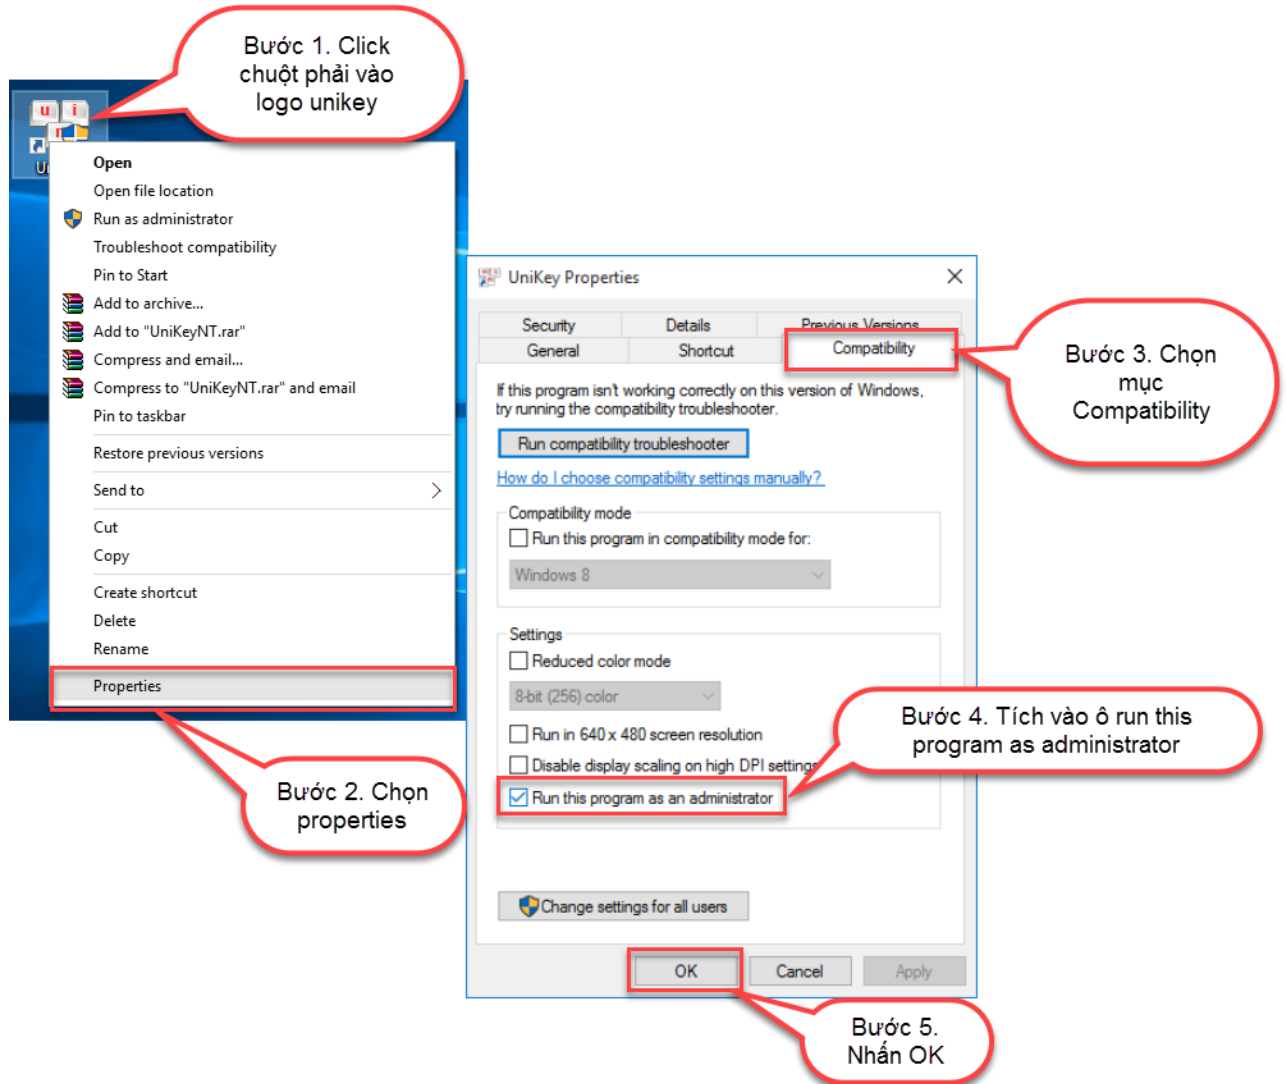 Bước 1. Click
chuột phải vào
logo unikey
u i
Open
Open file location
Run as administrator
Troubleshoot compatibility
Pin to Start
Add to archive...
Add to "UniKeyNT.rar"
Compress and email...
Compress to "UniKeyNT.rar" and email
Pin to taskbar
Restore previous versions
Send to
Cut
Copy
Create shortcut
Delete
Rename
Properties
Bước 2. Chọn
properties
UniKey Properties
Security Details Previous Versions
General Shortcut Compatibility
Bước 3. Chọn
mục
Compatibility
If this program isn't working correctly on this version of Windows,
try running the compatibility troubleshooter.
Run compatibility troubleshooter
How do I choose compatibility settings manually?
Compatibility mode
Run this program in compatibility mode for:
Windows 8
Settings
Reduced color mode
8-bit (256) color
Run in 640 x 480 screen resolution
Disable display scaling on high DPI settings
Run this program as an administrator
Bước 4. Tích vào ô run this
program as administrator
Change settings for all users
OK Cancel Apply
Bước 5.
Nhấn OK